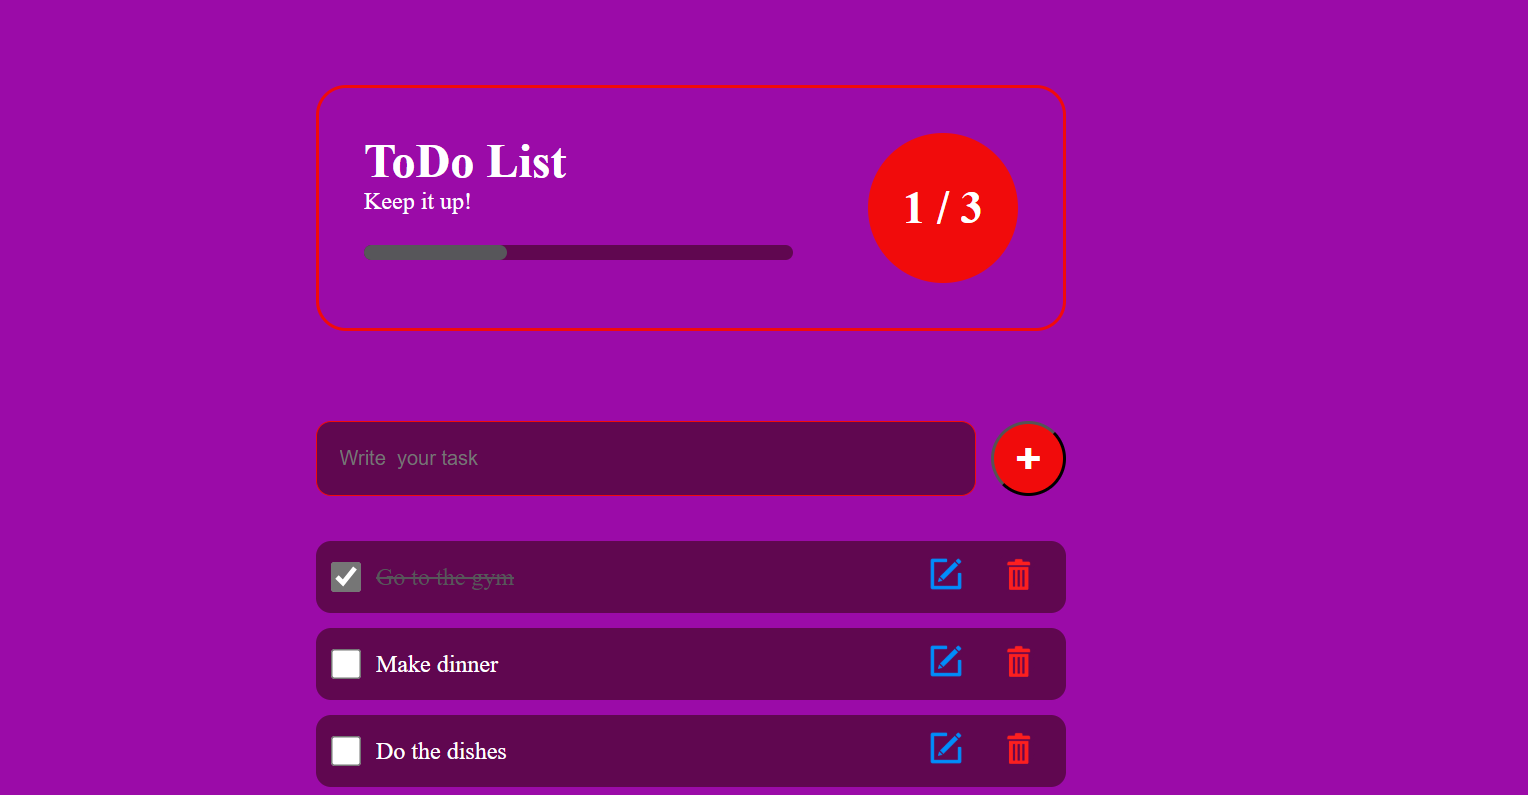 ToDo List
Keep it up!
1 / 3
Write  your task
Go to the gym
Make dinner
Do the dishes